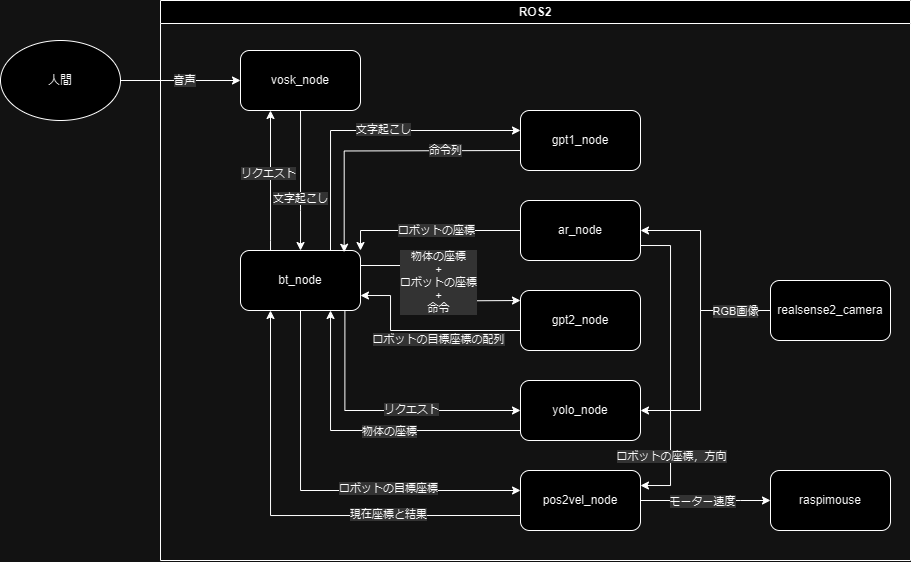 ROS2
人間
音声
vosk_node
リクエスト
文字起こし
文字起こし
gpt1_node
命令列
ロボットの座標
ar_node
bt_node
物体の座標
+
ロボットの座標
+
命令
gpt2_node
ロボットの目標座標の配列
RGB画像
realsense2_camera
リクエスト
yolo_node
物体の座標
ロボットの座標，方向
ロボットの目標座標
pos2vel_node
モーター速度
raspimouse
現在座標と結果